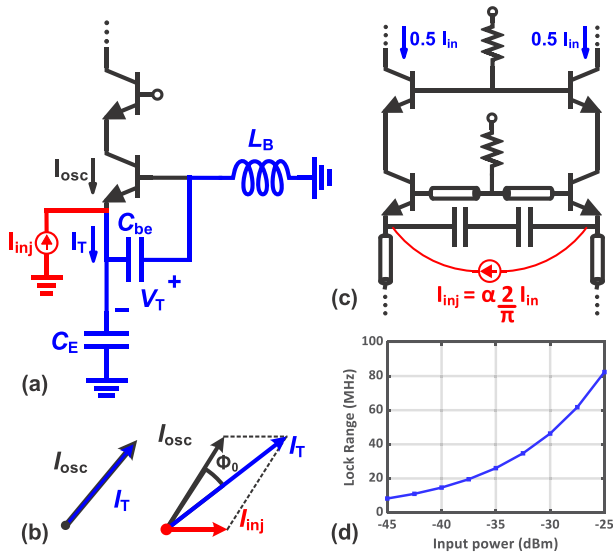 0.5 Iin
0.5 Iin
(a)
LB
Iosc
Cbe
Iinj
IT
+
VT
−
CE
(c)
Iinj = α 2/π Iin
Iosc
IT
(b)
Iosc
Φ0
IT
Iinj
Lock Range (MHz)
100
80
60
40
20
0
-45
-40
-35
-30
-25
Input power (dBm)
(d)